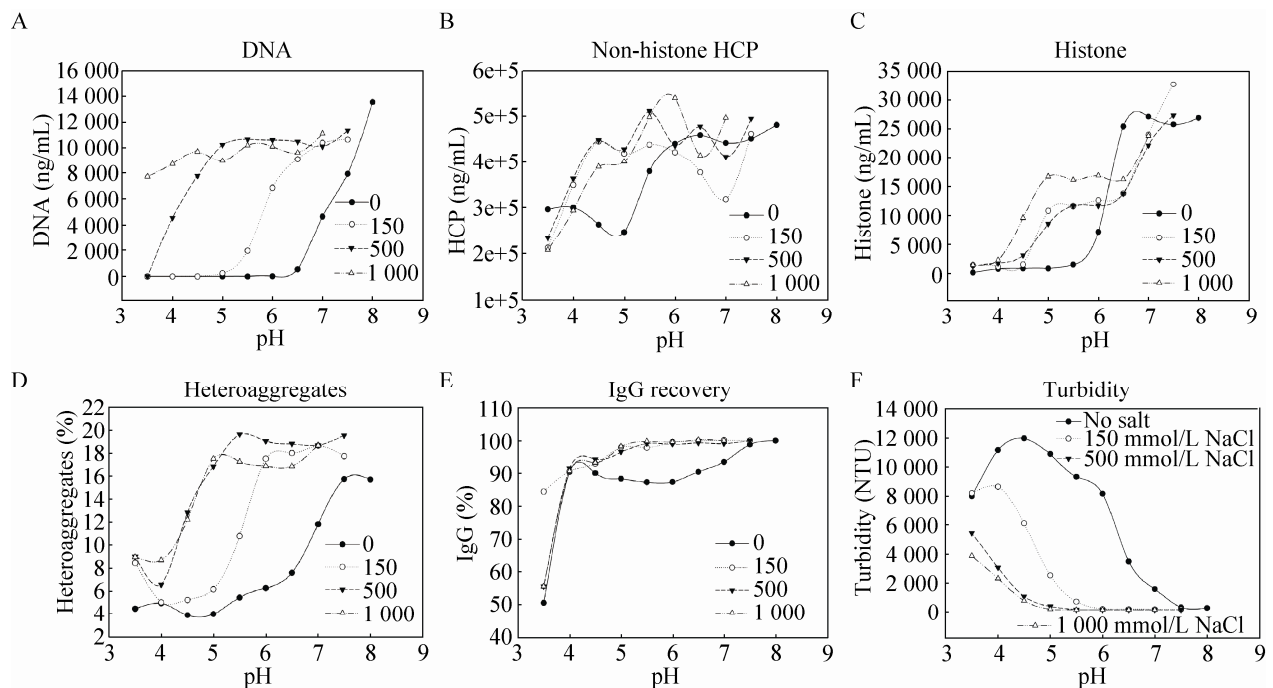 A
DNA
16 000
14 000
12 000
10 000
8 000
6 000
4 000
2 000
0
DNA (ng/mL)
0
150
500
1 000
3 4 5 6 7 8 9
pH
B
Non-histone HCP
6e+5
5e+5
4e+5
3e+5
2e+5
1e+5
HCP (ng/mL)
0
150
500
1 000
3 4 5 6 7 8 9
pH
C
Histone
35 000
30 000
25 000
20 000
15 000
10 000
5 000
0
Histone (ng/mL)
0
150
500
1 000
3 4 5 6 7 8 9
pH
D
Heteroaggregates
22
20
18
16
14
12
10
8
6
4
2
Heteroaggregates (%)
0
150
500
1 000
3 4 5 6 7 8 9
pH
E
IgG recovery
110
100
90
80
70
60
50
40
IgG (%)
0
150
500
1 000
3 4 5 6 7 8 9
pH
F
Turbidity
14 000
12 000
10 000
8 000
6 000
4 000
2 000
0
Turbidity (NTU)
No salt
150 mmol/L NaCl
500 mmol/L NaCl
1 000 mmol/L NaCl
3 4 5 6 7 8 9
pH